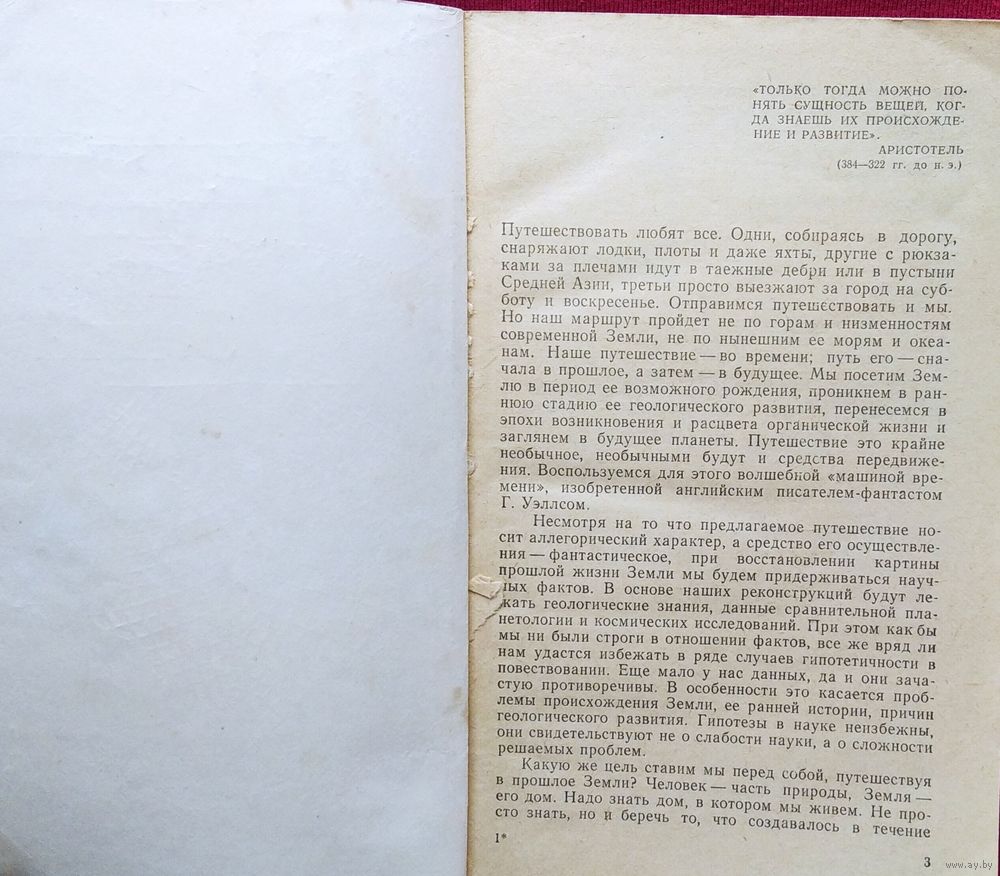 «ТОЛЬКО ТОГДА МОЖНО ПО-
НЯТЬ СУЩНОСТЬ ВЕЩЕЙ, КОГ-
ДА ЗНАЕШЬ ИХ ПРОИСХОЖДЕ-
НИЕ И РАЗВИТИЕ».
АРИСТОТЕЛЬ
(384—322 гг. до н. э.)
Путешествовать любят все. Одни, собираясь в дорогу,
снаряжают лодки, плоты и даже яхты, другие с рюкза-
ками за плечами идут в таежные дебри или в пустыни
Средней Азии, третьи просто выезжают за город на суб-
боту и воскресенье. Отправимся путешествовать и мы.
Но наш маршрут пройдет не по горам и низменностям
современной Земли, не по нынешним ее морям и океа-
нам. Наше путешествие — во времени; путь его — сна-
чала в прошлое, а затем — в будущее. Мы посетим Зем-
лю в период ее возможного рождения, проникнем в ран-
нюю стадию ее геологического развития, перенесемся в
эпохи возникновения и расцвета органической жизни и
заглянем в будущее планеты. Путешествие это крайне
необычное, необычными будут и средства передвиже-
ния. Воспользуемся для этого волшебной «машиной вре-
мени», изобретенной английским писателем-фантастом
Г. Уэллсом.
Несмотря на то что предлагаемое путешествие но-
сит аллегорический характер, а средство его осуществле-
ния — фантастическое, при восстановлении картины
прошлой жизни Земли мы будем придерживаться науч-
ных фактов. В основе наших реконструкций будут ле-
жать геологические знания, данные сравнительной пла-
нетологии и космических исследований. При этом как бы
мы ни были строги в отношении фактов, все же вряд ли
нам удастся избежать в ряде случаев гипотетичности в
повествовании. Еще мало у нас данных, да и они зача-
стую противоречивы. В особенности это касается проб-
лемы происхождения Земли, ее ранней истории, причин
геологического развития. Гипотезы в науке неизбежны,
они свидетельствуют не о слабости науки, а о сложности
решаемых проблем.
Какую же цель ставим мы перед собой, путешествуя
в прошлое Земли? Человек — часть природы, Земля —
его дом. Надо знать дом, в котором мы живем. Не про-
сто знать, но и беречь то, что создавалось в течение
1*
3
www.ay.by